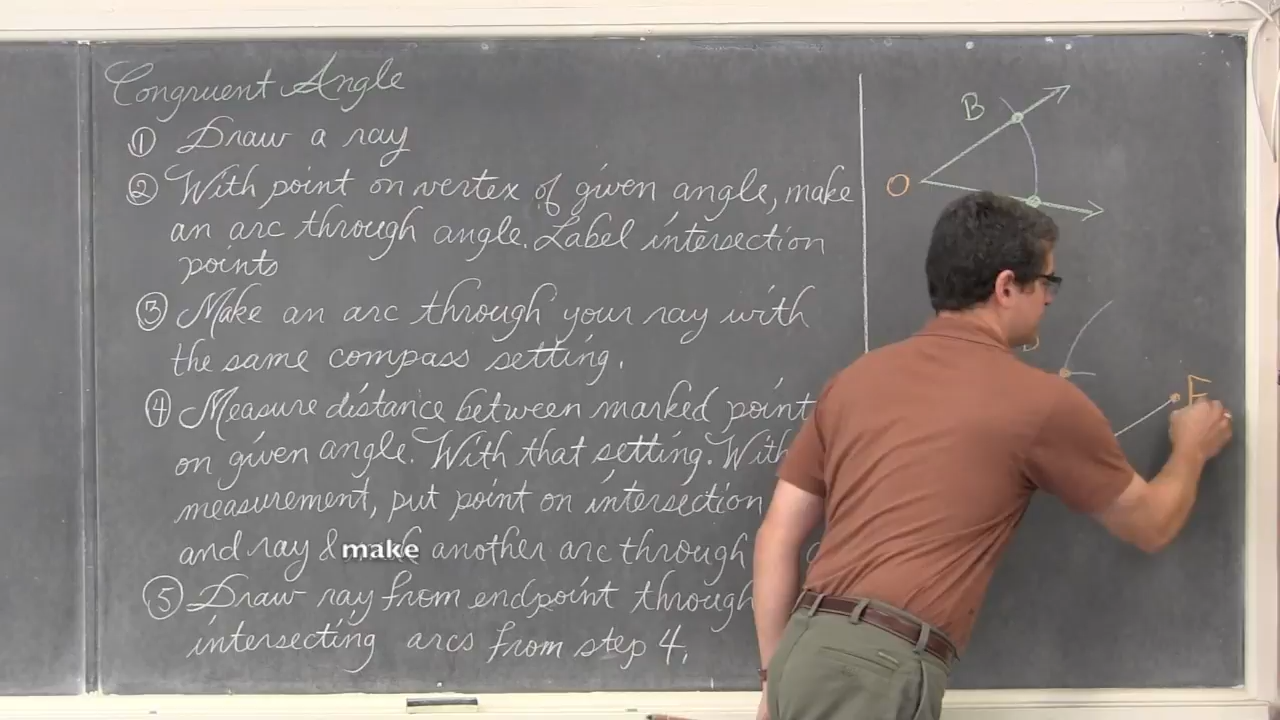 Congruent Angle
① Draw a ray
② With point on vertex of given angle, make
an arc through angle. Label intersection
points
③ Make an arc through your ray with
the same compass setting.
④ Measure distance between marked point
on given angle. With that setting. With
measurement, put point on intersection
and ray & make another arc through
⑤ Draw ray from endpoint through
intersecting arcs from step 4.
B
O
F